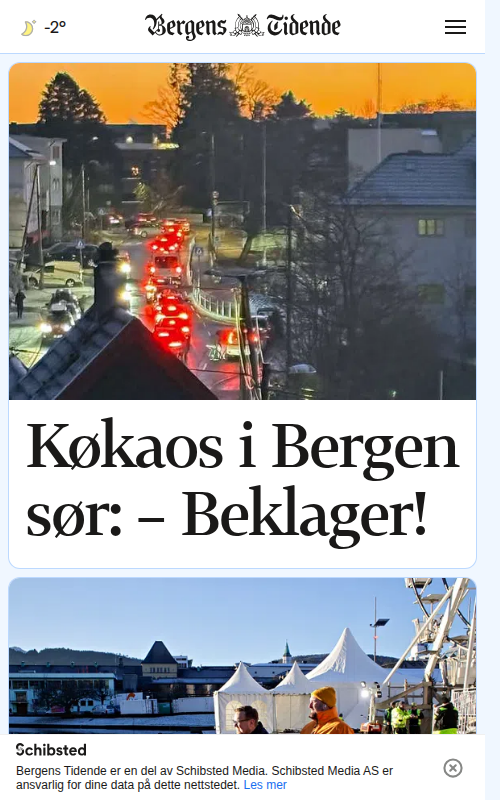 -2°
Bergens Tidende
Køkaos i Bergen
sør: – Beklager!
Schibsted
Bergens Tidende er en del av Schibsted Media. Schibsted Media AS er
ansvarlig for dine data på dette nettstedet. Les mer